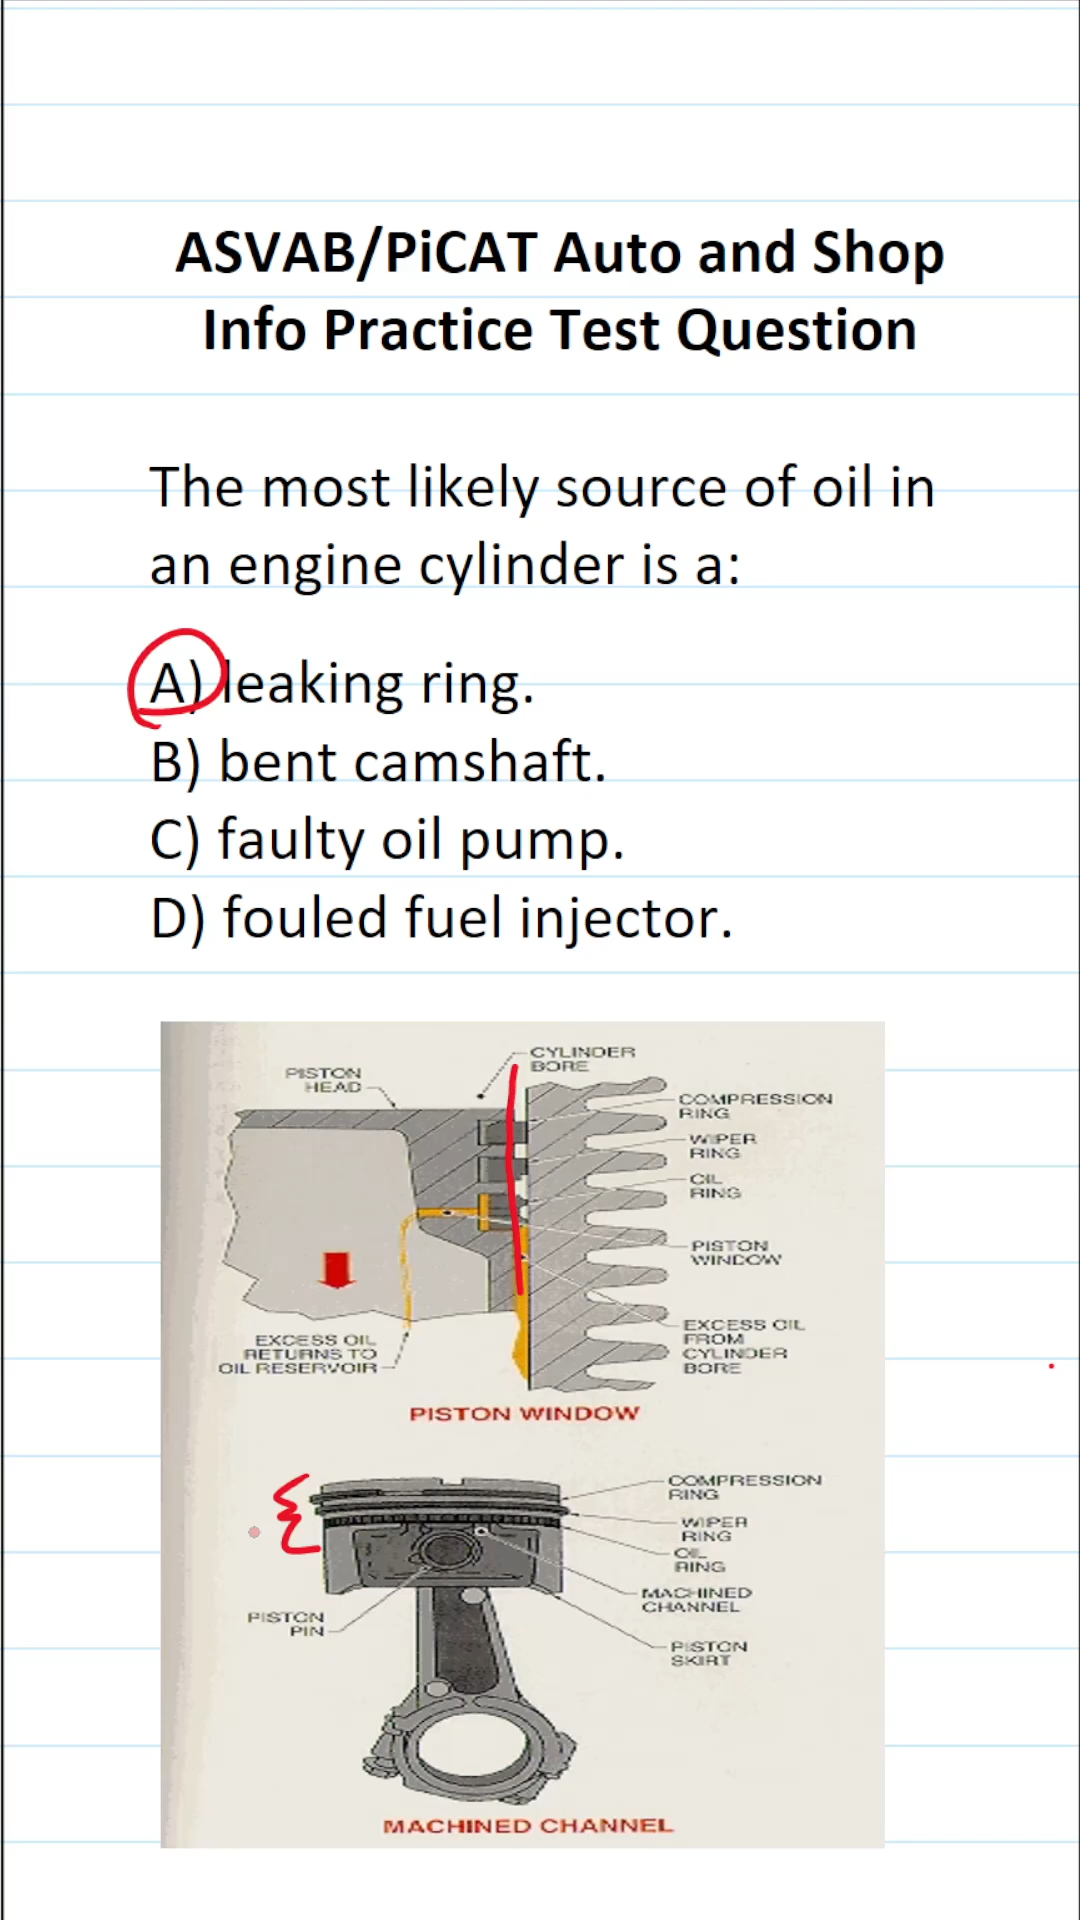 ASVAB/PiCAT Auto and Shop
Info Practice Test Question
The most likely source of oil in
an engine cylinder is a:
A) leaking ring.
B) bent camshaft.
C) faulty oil pump.
D) fouled fuel injector.
CYLINDER
BORE
PISTON
HEAD
COMPRESSION
RING
WIPER
RING
OIL
RING
PISTON
WINDOW
EXCESS OIL
FROM
CYLINDER
BORE
EXCESS OIL
RETURNS TO
OIL RESERVOIR
PISTON WINDOW
COMPRESSION
RING
WIPER
RING
OIL
RING
MACHINED
CHANNEL
PISTON
PIN
PISTON
SKIRT
MACHINED CHANNEL